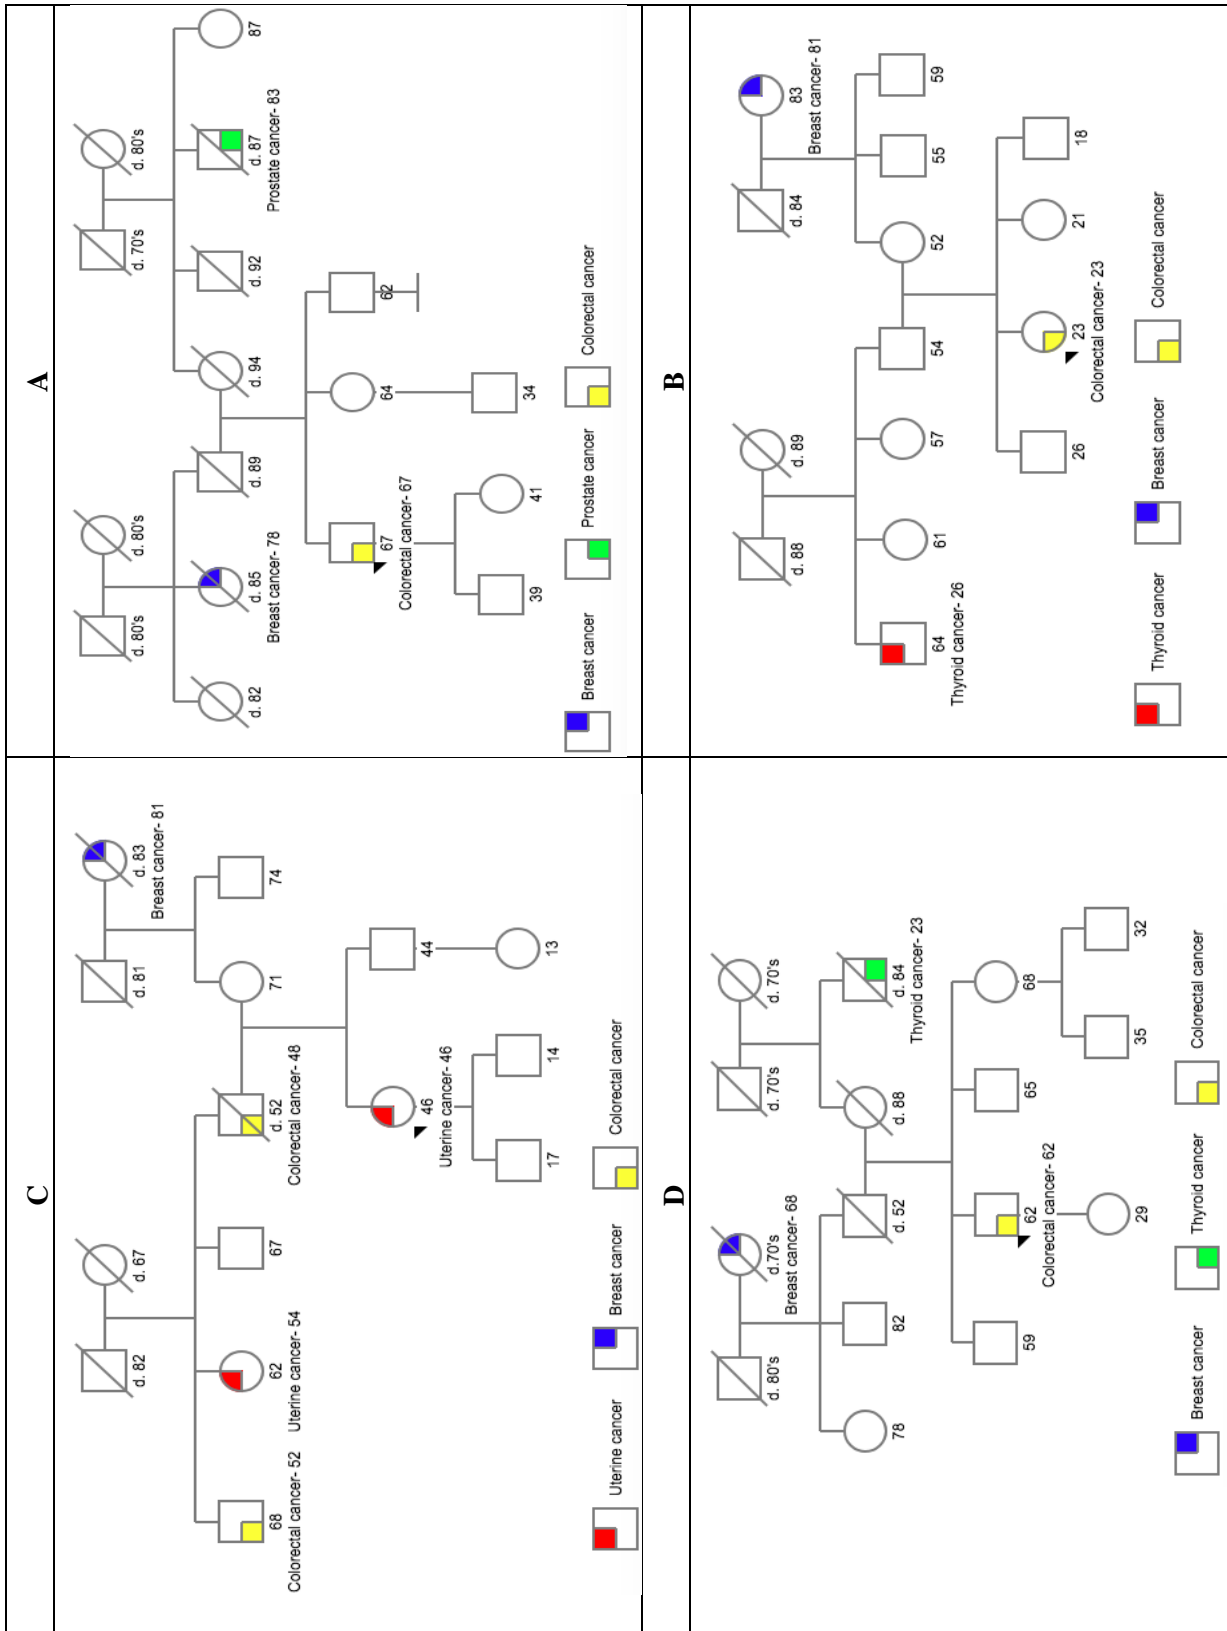 C
d. 82 d. 67 d. 81 d. 83
Breast cancer- 81
68 62 67 d. 52 71 74
Colorectal cancer- 52 Uterine cancer- 54 Colorectal cancer- 48
46 44
Uterine cancer- 46
17 14 13
Uterine cancer Breast cancer Colorectal cancer
A
d. 80's d. 80's d. 70's d. 80's
d. 82 d. 85 d. 89 d. 94 d. 92 d. 87 87
Breast cancer- 78 Prostate cancer- 83
67 64 62
Colorectal cancer- 67
39 41 34
Breast cancer Prostate cancer Colorectal cancer
D
d. 80's d.70's d. 70's d. 70's
Breast cancer- 68
78 82 d. 52 d. 88 d. 84
Thyroid cancer- 23
59 62 65 68
Colorectal cancer- 62
29 35 32
Breast cancer Thyroid cancer Colorectal cancer
B
d. 88 d. 89 d. 84 83
Breast cancer- 81
64 61 57 54 52 55 59
Thyroid cancer- 26
26 23 21 18
Colorectal cancer- 23
Thyroid cancer Breast cancer Colorectal cancer